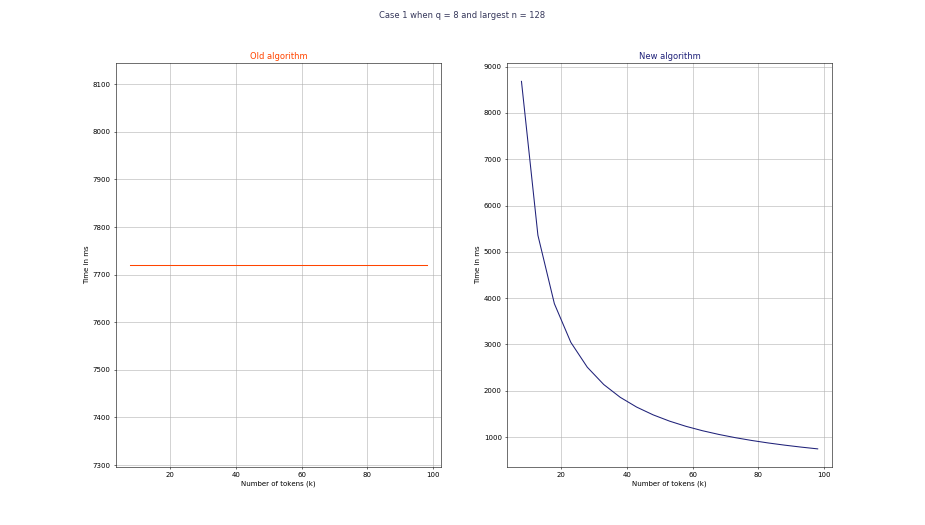 Case 1 when q = 8 and largest n = 128
Old algorithm
8100
8000
7900
7800
7700
7600
7500
7400
7300
Time in ms
20 40 60 80 100
Number of tokens (k)
New algorithm
9000
8000
7000
6000
5000
4000
3000
2000
1000
Time in ms
20 40 60 80 100
Number of tokens (k)